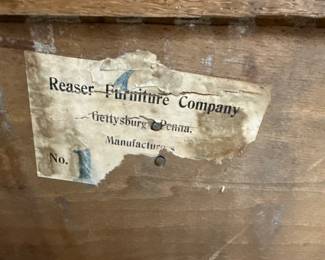 Reaser Furniture Company
Gettysburg, Penna.
Manufacturers
No. 1